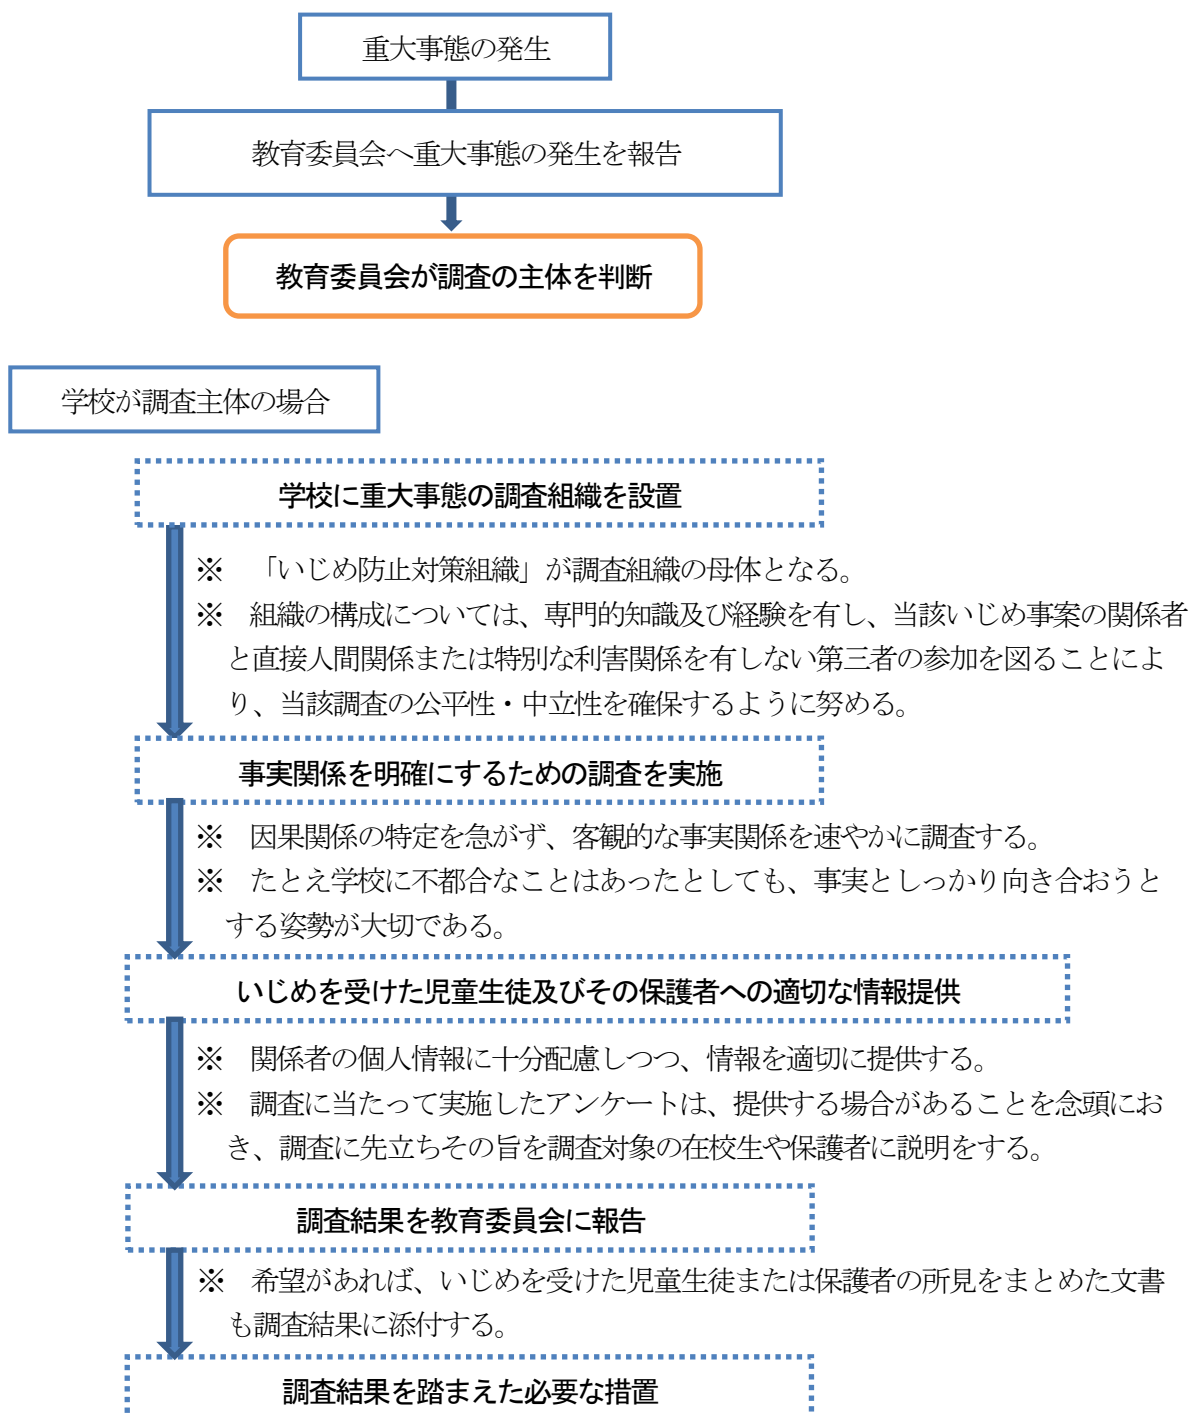 重大事態の発生
教育委員会へ重大事態の発生を報告
教育委員会が調査の主体を判断
学校が調査主体の場合
学校に重大事態の調査組織を設置
※　「いじめ防止対策組織」が調査組織の母体となる。
※　組織の構成については、専門的知識及び経験を有し、当該いじめ事案の関係者
と直接人間関係または特別な利害関係を有しない第三者の参加を図ることによ
り、当該調査の公平性・中立性を確保するように努める。
事実関係を明確にするための調査を実施
※　因果関係の特定を急がず、客観的な事実関係を速やかに調査する。
※　たとえ学校に不都合なことはあったとしても、事実としっかり向き合おうと
する姿勢が大切である。
いじめを受けた児童生徒及びその保護者への適切な情報提供
※　関係者の個人情報に十分配慮しつつ、情報を適切に提供する。
※　調査に当たって実施したアンケートは、提供する場合があることを念頭にお
き、調査に先立ちその旨を調査対象の在校生や保護者に説明をする。
調査結果を教育委員会に報告
※　希望があれば、いじめを受けた児童生徒または保護者の所見をまとめた文書
も調査結果に添付する。
調査結果を踏まえた必要な措置